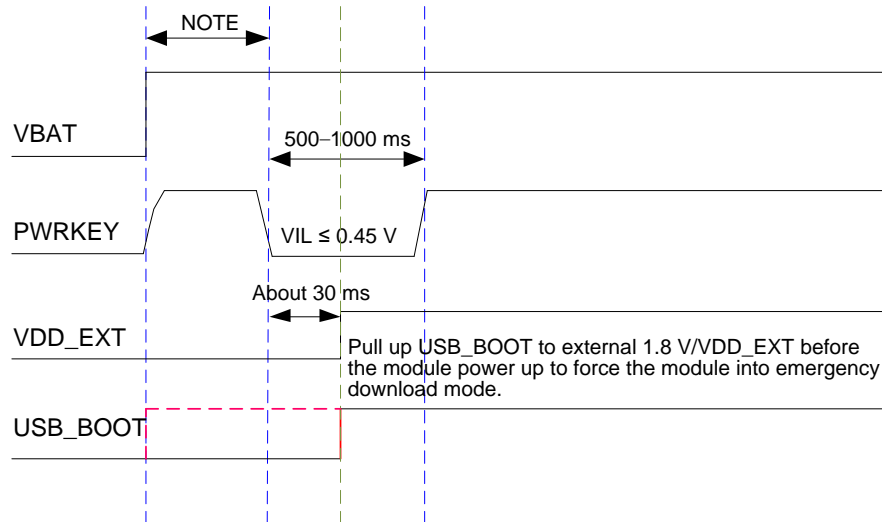 NOTE
VBAT
500–1000 ms
PWRKEY
VIL ≤ 0.45 V
About 30 ms
VDD_EXT
Pull up USB_BOOT to external 1.8 V/VDD_EXT before
the module power up to force the module into emergency
download mode.
USB_BOOT